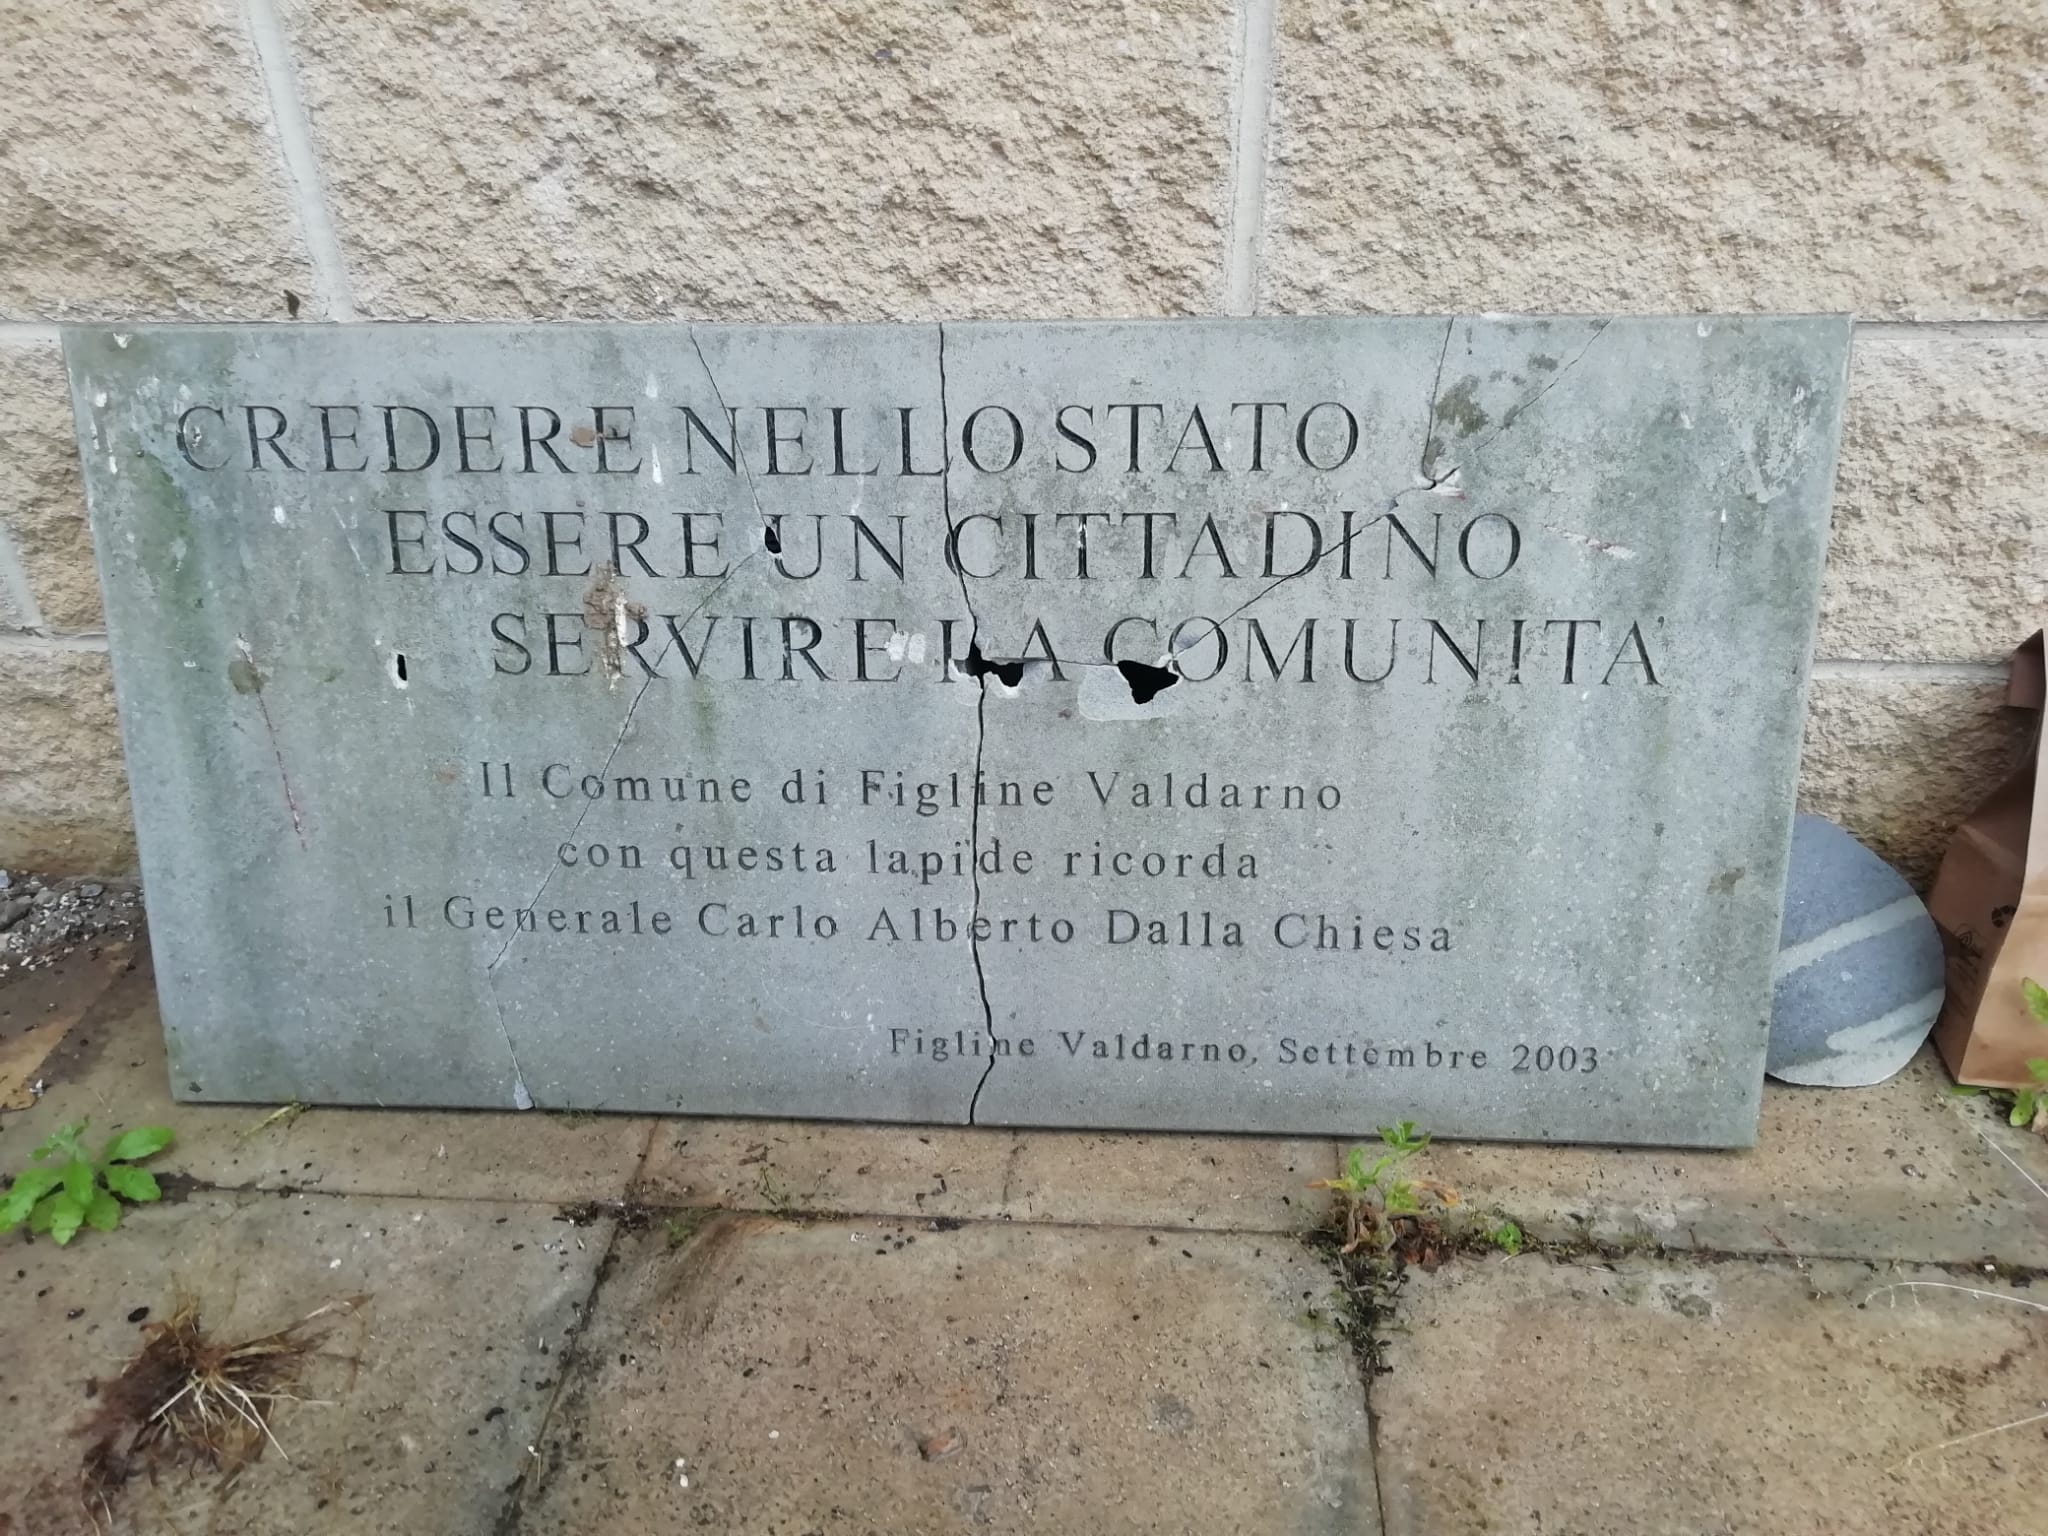 CREDERE NELLO STATO
ESSERE UN CITTADINO
SERVIRE LA COMUNITA'
Il Comune di Figline Valdarno
con questa lapide ricorda
il Generale Carlo Alberto Dalla Chiesa
Figline Valdarno, Settembre 2003